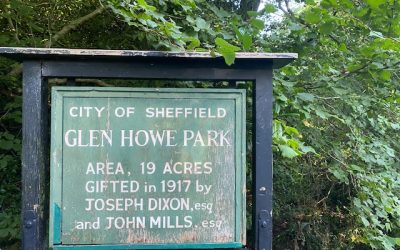 CITY OF SHEFFIELD
GLEN HOWE PARK
AREA, 19 ACRES
GIFTED in 1917 by
JOSEPH DIXON, esq
and JOHN MILLS, esq